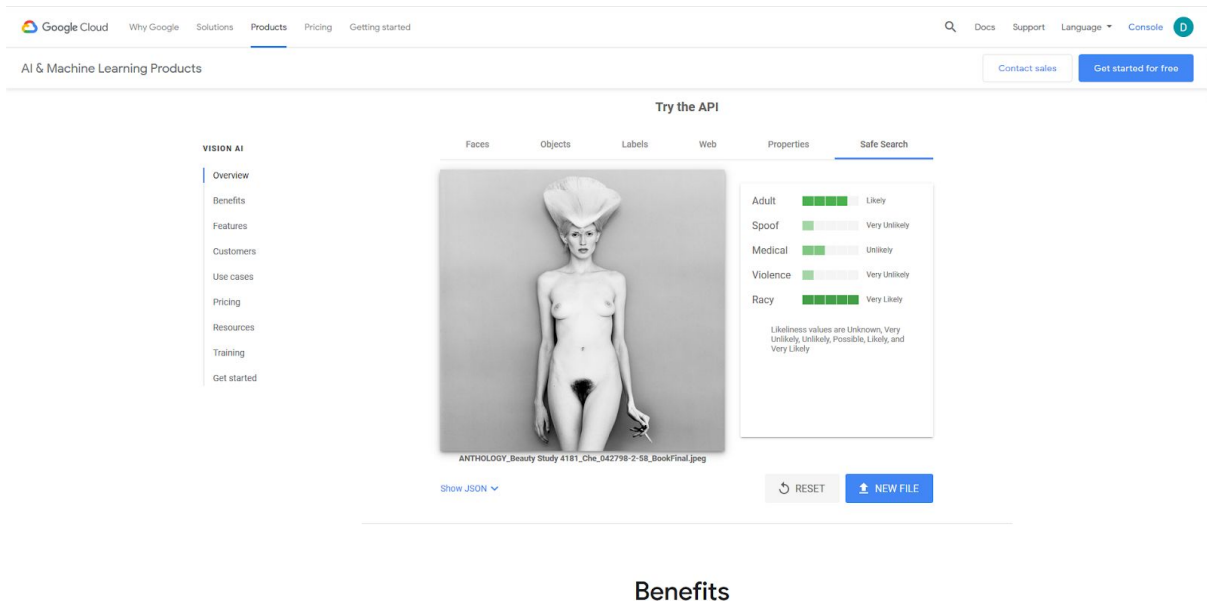 Google Cloud Why Google Solutions Products Pricing Getting started Docs Support Language Console D
AI & Machine Learning Products Contact sales Get started for free
Try the API
VISION AI
Overview
Benefits
Features
Customers
Use cases
Pricing
Resources
Training
Get started
Faces Objects Labels Web Properties Safe Search
Adult Likely
Spoof Very Unlikely
Medical Unlikely
Violence Very Unlikely
Racy Very Likely
Likeliness values are Unknown, Very
Unlikely, Unlikely, Possible, Likely, and
Very Likely
ANTHOLOGY_Beauty Study 4181_Che_042798-2-58_BookFinal.jpeg
Show JSON
RESET NEW FILE
Benefits